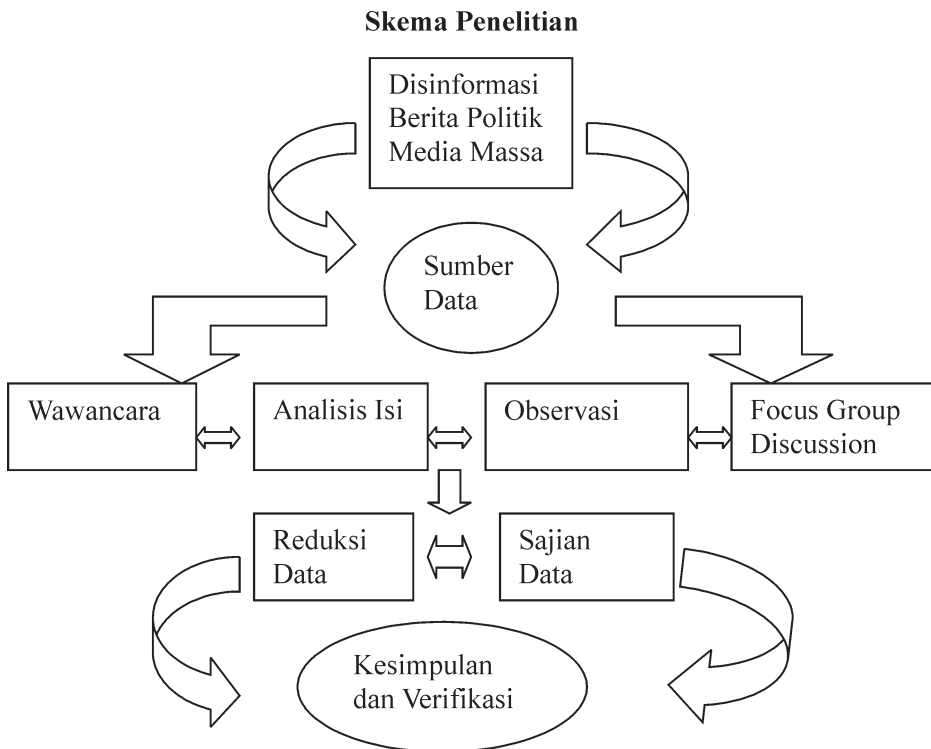 Skema Penelitian
Disinformasi
Berita Politik
Media Massa
Sumber
Data
Wawancara
Analisis Isi
Observasi
Focus Group
Discussion
Reduksi
Data
Sajian
Data
Kesimpulan
dan Verifikasi